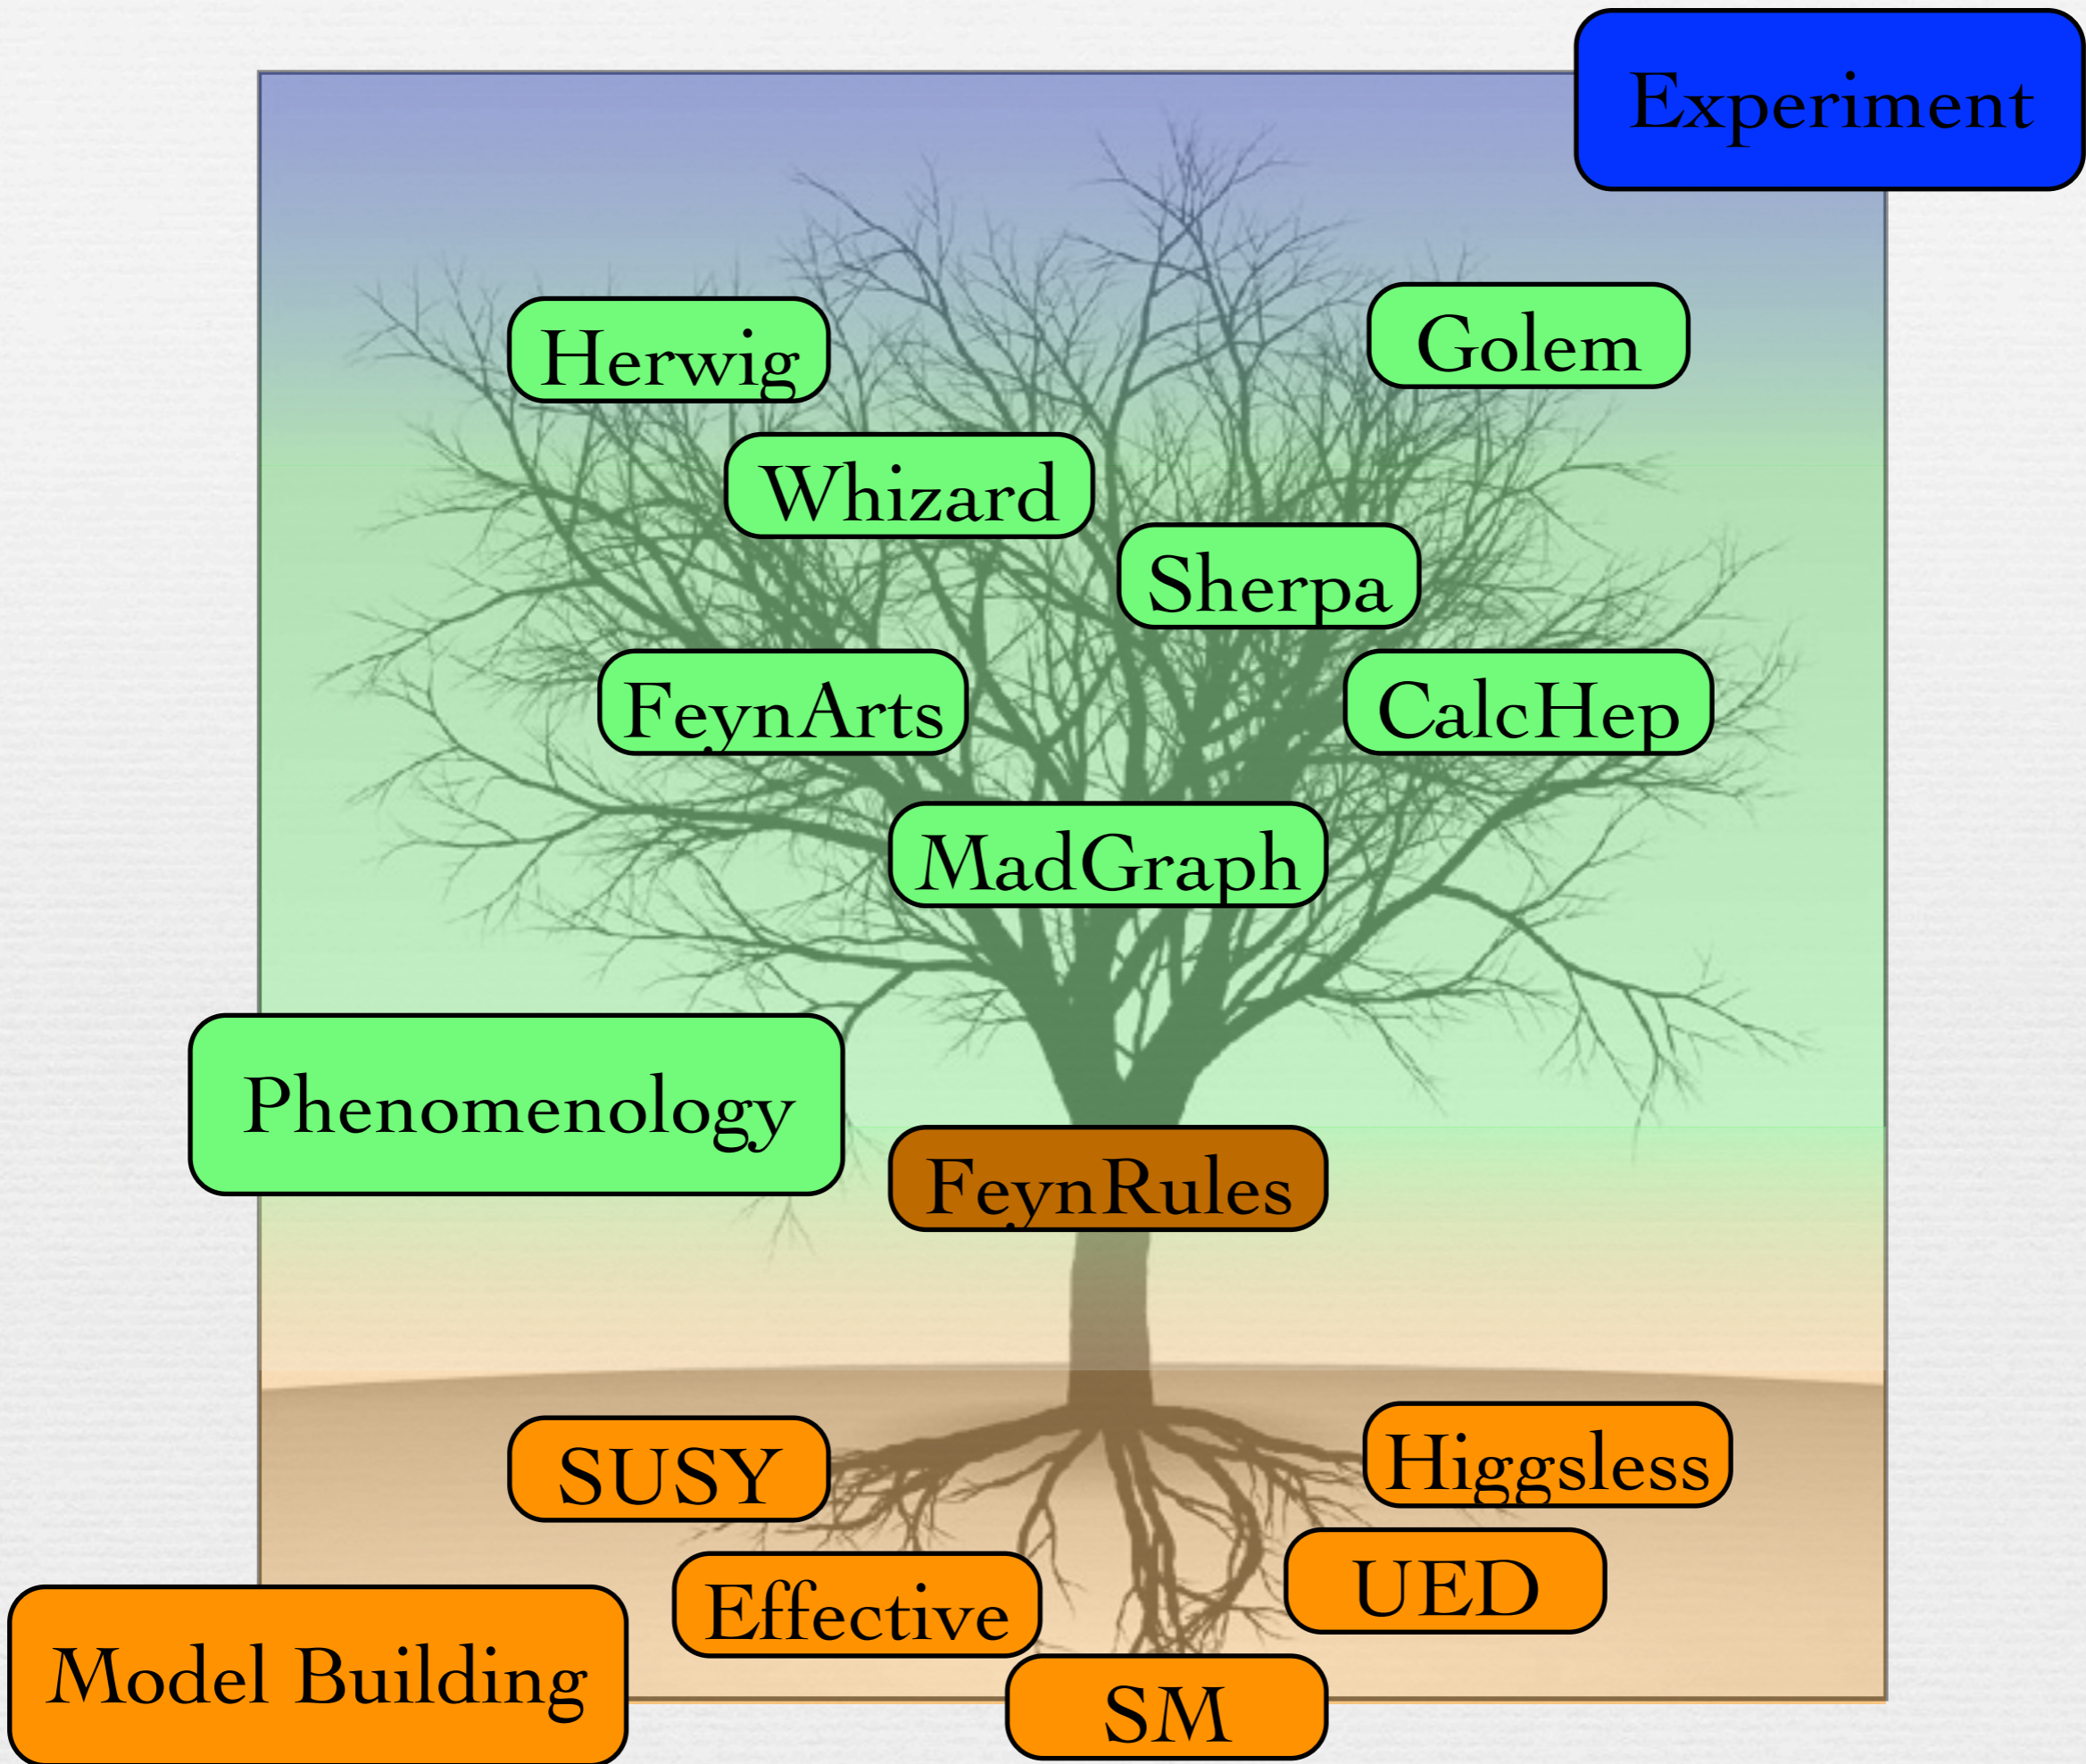 Experiment
Herwig
Golem
Whizard
Sherpa
FeynArts
CalcHep
MadGraph
Phenomenology
FeynRules
SUSY
Higgsless
Effective
UED
Model Building
SM